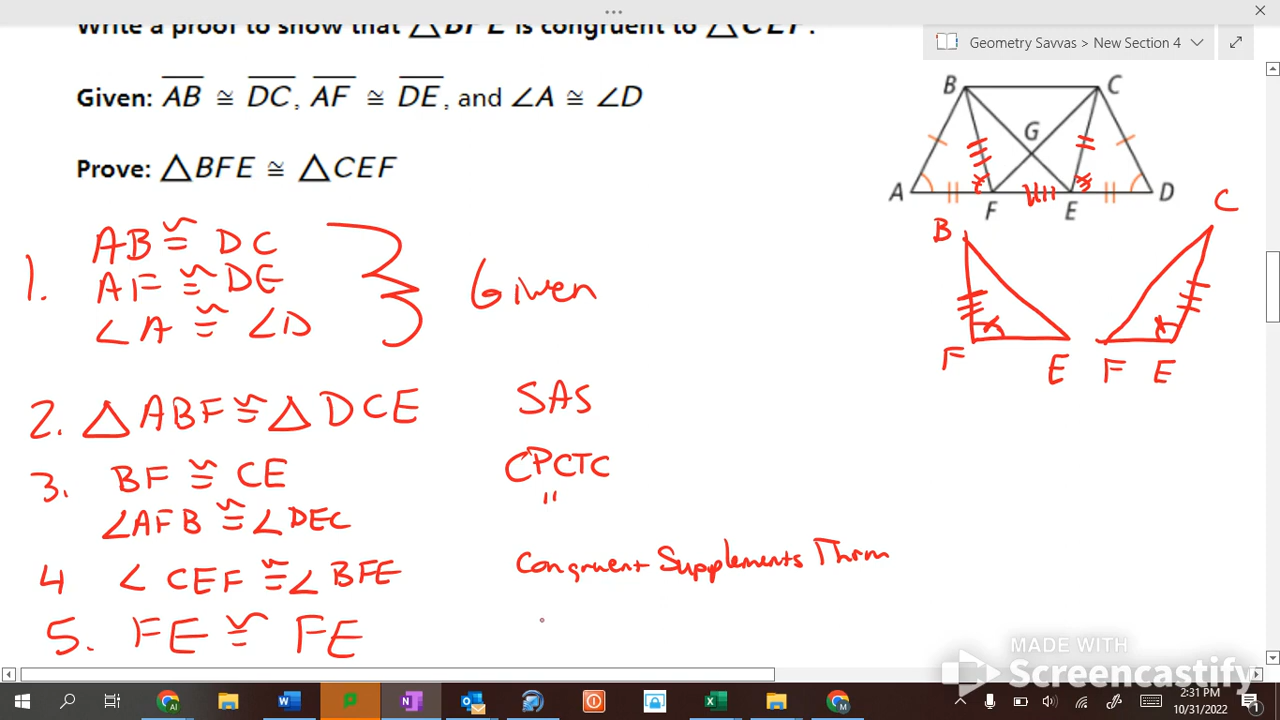 Write a proof to show that △BFE is congruent to △CEF.
Geometry Savvas > New Section 4
Given: AB ≅ DC, AF ≅ DE, and ∠A ≅ ∠D
Prove: △BFE ≅ △CEF
B C
G
A F E D
1. AB ≅ DC
AF ≅ DE
∠A ≅ ∠D
Given
B C
F E F E
2. △ABF ≅ △DCE SAS
3. BF ≅ CE CPCTC
∠AFB ≅ ∠DEC "
4 ∠CEF ≅ ∠BFE Congruent Supplements Thrm
5. FE ≅ FE
MADE WITH
Screencastify
2:31 PM
10/31/2022